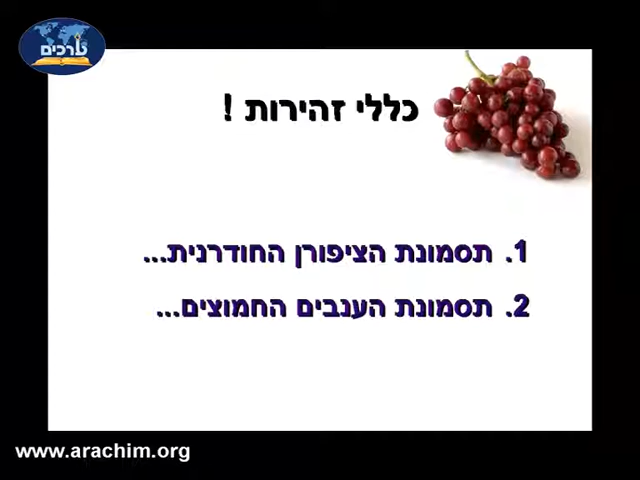 ערכים
כללי זהירות !
1. תסמונת הציפורן החודרנית...
2. תסמונת הענבים החמוצים...
www.arachim.org